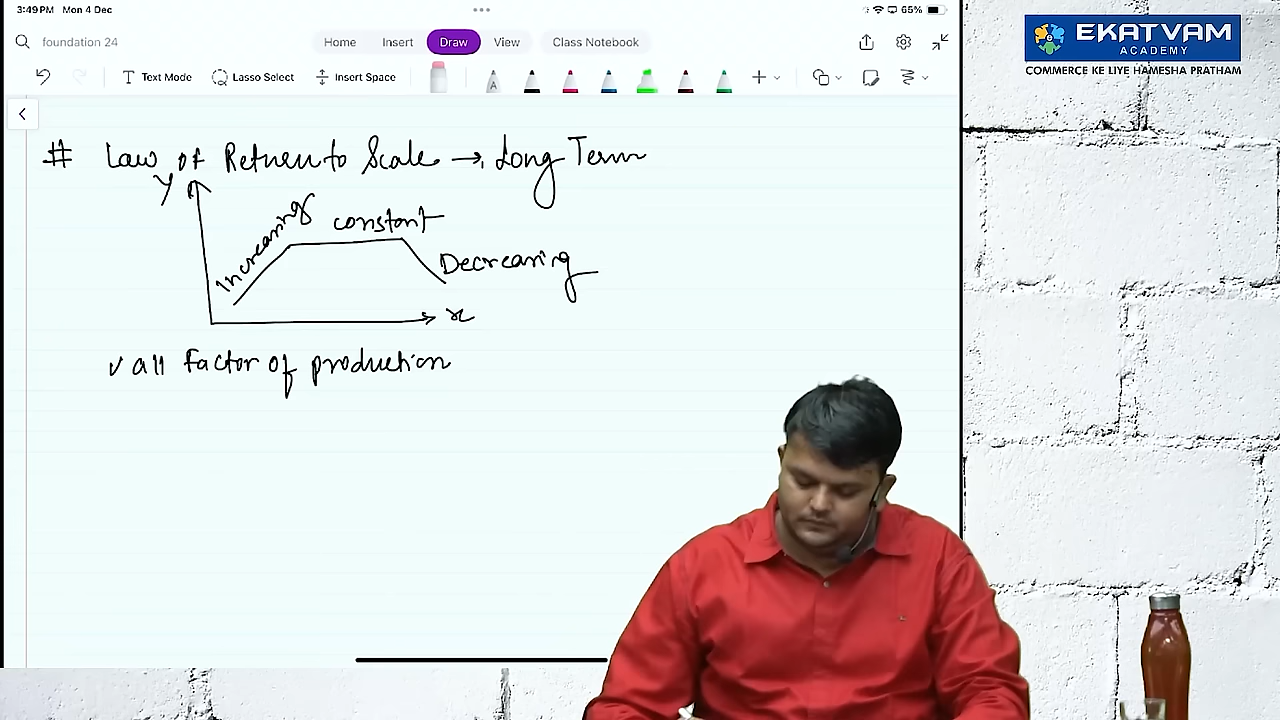 3:49 PM Mon 4 Dec
65%
EKATVAM
ACADEMY
COMMERCE KE LIYE HAMESHA PRATHAM
foundation 24
Home Insert Draw View Class Notebook
Text Mode Lasso Select Insert Space
# Law of Return to Scale → Long Term
Y
Increasing
constant
Decreasing
x
✓ all factor of production